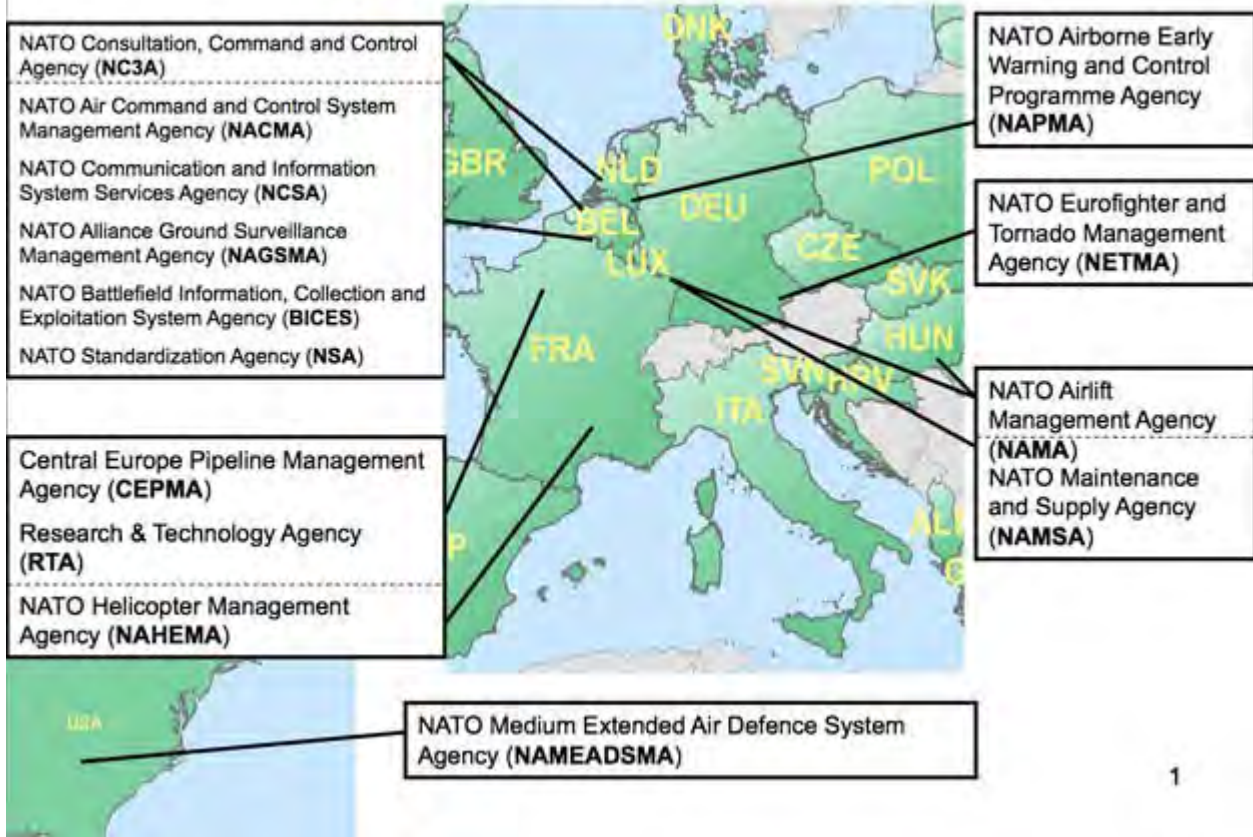 NATO Consultation, Command and Control
Agency (NC3A)
NATO Air Command and Control System
Management Agency (NACMA)
NATO Communication and Information
System Services Agency (NCSA)
NATO Alliance Ground Surveillance
Management Agency (NAGSMA)
NATO Battlefield Information, Collection and
Exploitation System Agency (BICES)
NATO Standardization Agency (NSA)
Central Europe Pipeline Management
Agency (CEPMA)
Research & Technology Agency
(RTA)
NATO Helicopter Management
Agency (NAHEMA)
DNK
GBR
NLD
POL
BEL
DEU
LUX
CZE
SVK
FRA
HUN
SVN
HRV
ITA
P
AL
G
NATO Airborne Early
Warning and Control
Programme Agency
(NAPMA)
NATO Eurofighter and
Tornado Management
Agency (NETMA)
NATO Airlift
Management Agency
(NAMA)
NATO Maintenance
and Supply Agency
(NAMSA)
USA
NATO Medium Extended Air Defence System
Agency (NAMEADSMA)
1